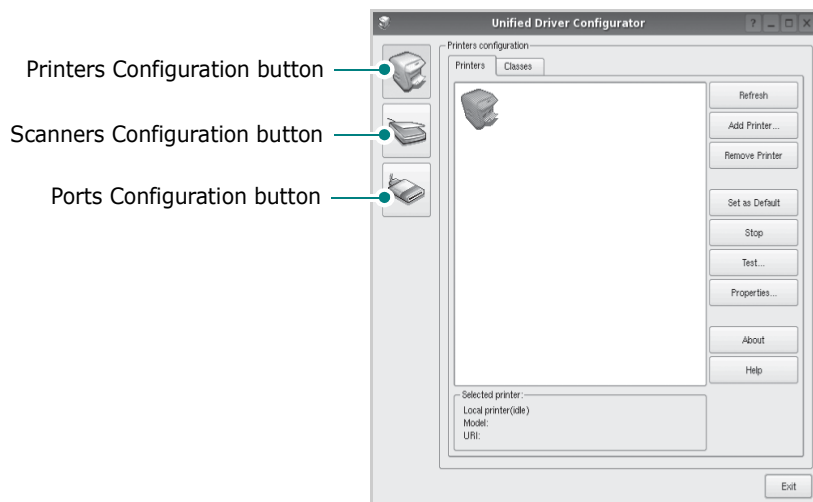 Unified Driver Configurator
?
Printers Configuration button
Scanners Configuration button
Ports Configuration button
Printers configuration
Printers
Classes
Refresh
Add Printer...
Remove Printer
Set as Default
Stop
Test...
Properties...
About
Help
Selected printer:
Local printer(idle)
Model:
URI:
Exit